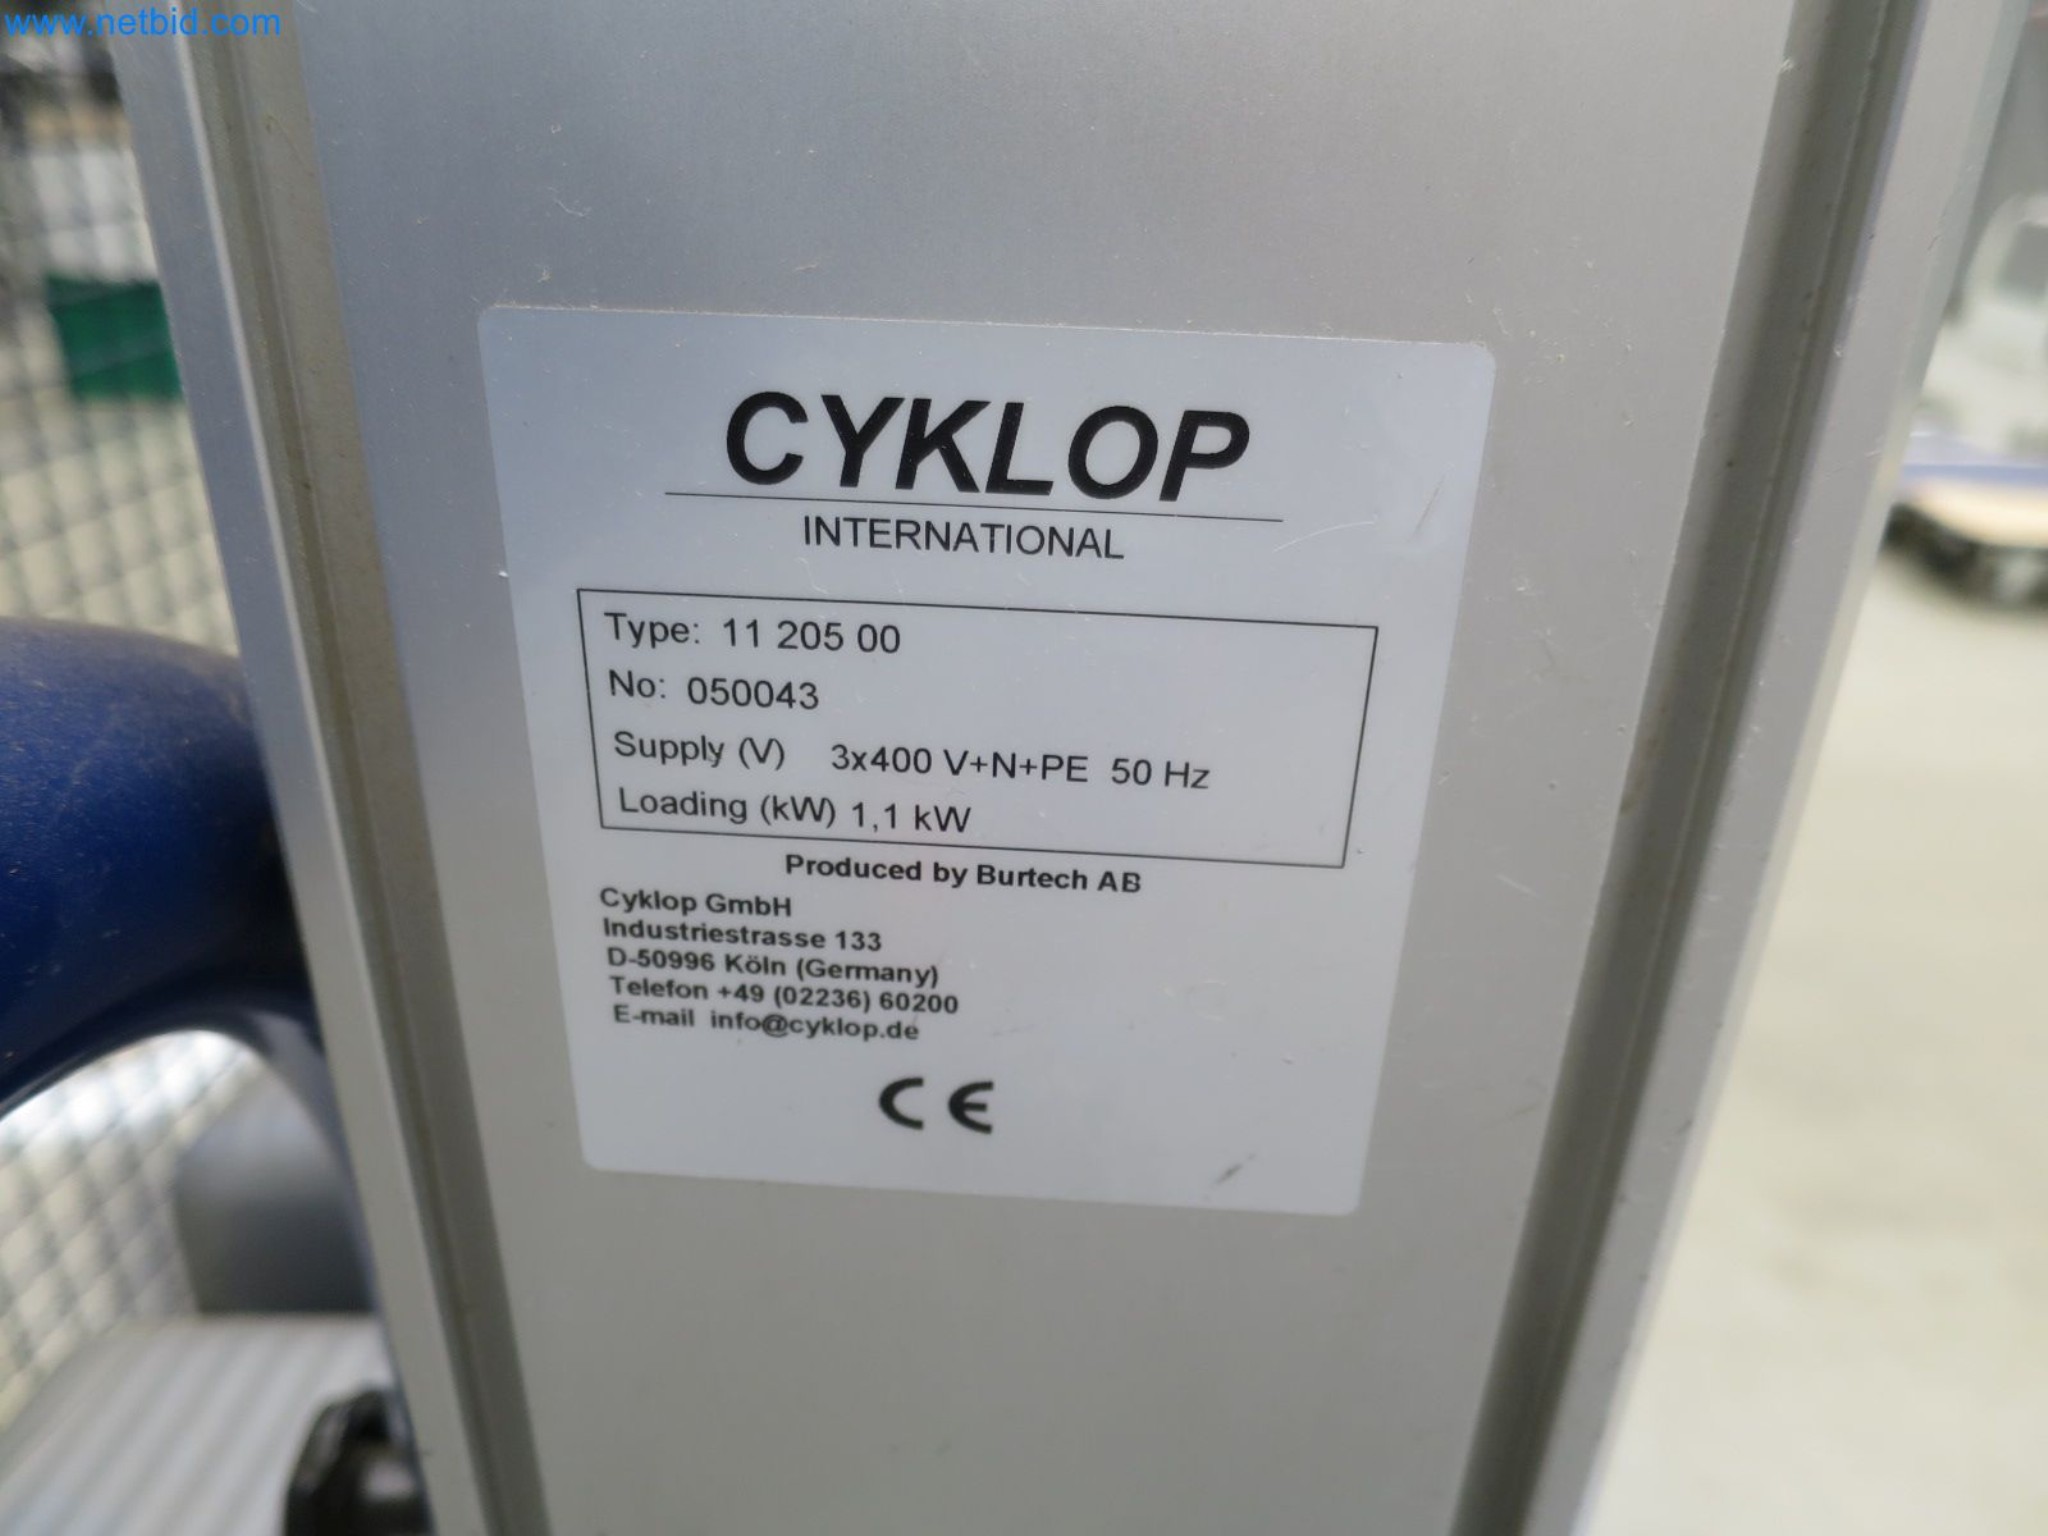 www.netbid.com
CYKLOP
INTERNATIONAL
Type: 11 205 00
No: 050043
Supply (V) 3x400 V+N+PE 50 Hz
Loading (kW) 1,1 kW
Produced by Burtech AB
Cyklop GmbH
Industriestrasse 133
D-50996 Köln (Germany)
Telefon +49 (02236) 60200
E-mail info@cyklop.de
CE